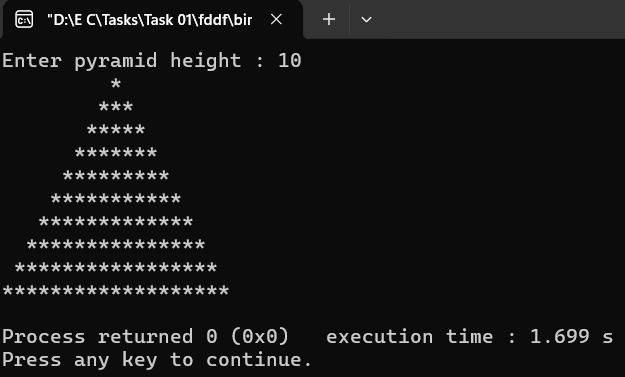 "D:\E C\Tasks\Task 01\fddf\bir
Enter pyramid height : 10
         *
        ***
       *****
      *******
     *********
    ***********
   *************
  ***************
 *****************
*******************
Process returned 0 (0x0)   execution time : 1.699 s
Press any key to continue.